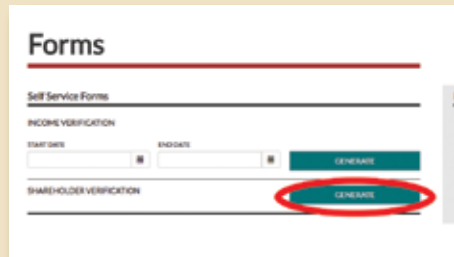 Forms
Self Service Forms
INCOME VERIFICATION
START DATE END DATE
GENERATE
SHAREHOLDER VERIFICATION GENERATE